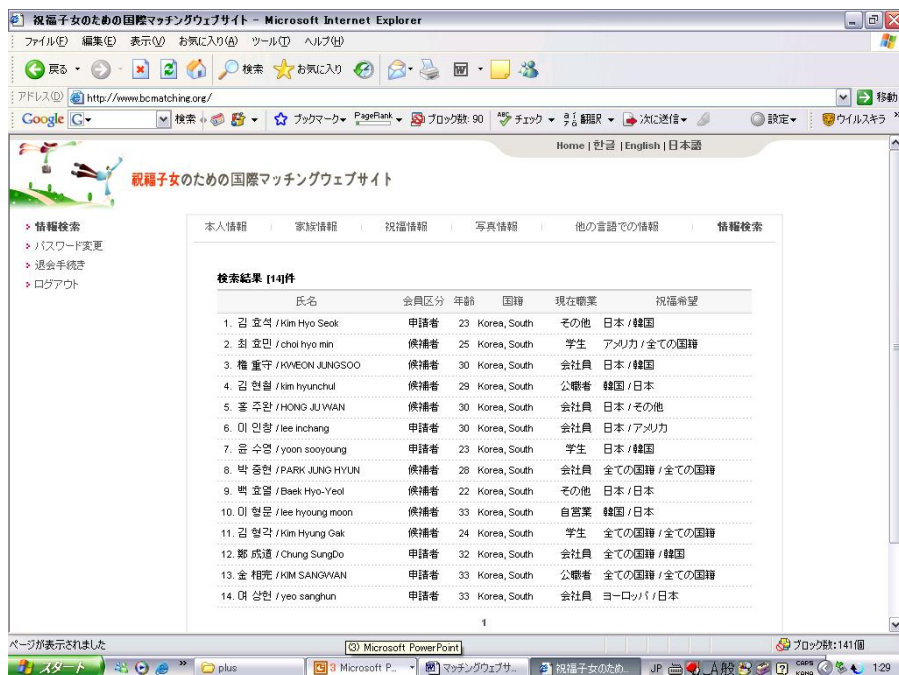 祝福子女のための国際マッチングウェブサイト - Microsoft Internet Explorer
ファイル(F) 編集(E) 表示(V) お気に入り(A) ツール(T) ヘルプ(H)
戻る 検索 お気に入り
アドレス(D) http://www.bcmatching.org/ 移動
Google 検索 ブックマーク PageRank ブロック数: 90 チェック 翻訳 次に送信 設定 ウイルスキラ
Home | 한글 | English | 日本語
祝福子女のための国際マッチングウェブサイト
情報検索
パスワード変更
退会手続き
ログアウト
本人情報 家族情報 祝福情報 写真情報 他の言語での情報 情報検索
検索結果 [14]件
氏名 会員区分 年齢 国籍 現在職業 祝福希望
1. 김 효석 / Kim Hyo Seok 申請者 23 Korea, South その他 日本 / 韓国
2. 최 효민 / choi hyo min 候補者 25 Korea, South 学生 アメリカ / 全ての国籍
3. 權 重守 / KWEON JUNGSOO 候補者 30 Korea, South 会社員 日本 / 韓国
4. 김 현철 / kim hyunchul 候補者 29 Korea, South 公職者 韓国 / 日本
5. 홍 주완 / HONG JU WAN 候補者 30 Korea, South 会社員 日本 / その他
6. 이 인창 / lee inchang 申請者 30 Korea, South 会社員 日本 / アメリカ
7. 윤 수영 / yoon sooyoung 申請者 23 Korea, South 学生 日本 / 韓国
8. 박 중현 / PARK JUNG HYUN 候補者 28 Korea, South 会社員 全ての国籍 / 全ての国籍
9. 백 효열 / Baek Hyo-Yeol 候補者 22 Korea, South その他 日本 / 日本
10. 이 형문 / lee hyoung moon 候補者 33 Korea, South 自営業 韓国 / 日本
11. 김 형각 / Kim Hyung Gak 候補者 24 Korea, South 学生 全ての国籍 / 全ての国籍
12. 鄭 成道 / Chung SungDo 申請者 32 Korea, South 会社員 全ての国籍 / 韓国
13. 金 相完 / KIM SANGWAN 申請者 33 Korea, South 公職者 全ての国籍 / 全ての国籍
14. 여 상헌 / yeo sanghun 申請者 33 Korea, South 会社員 ヨーロッパ / 日本
1
ページが表示されました ブロック数:141個
(3) Microsoft PowerPoint
スタート plus 3 Microsoft P... マッチングウェブサ... 祝福子女のため... JP A般 CAPS KANA 1:29